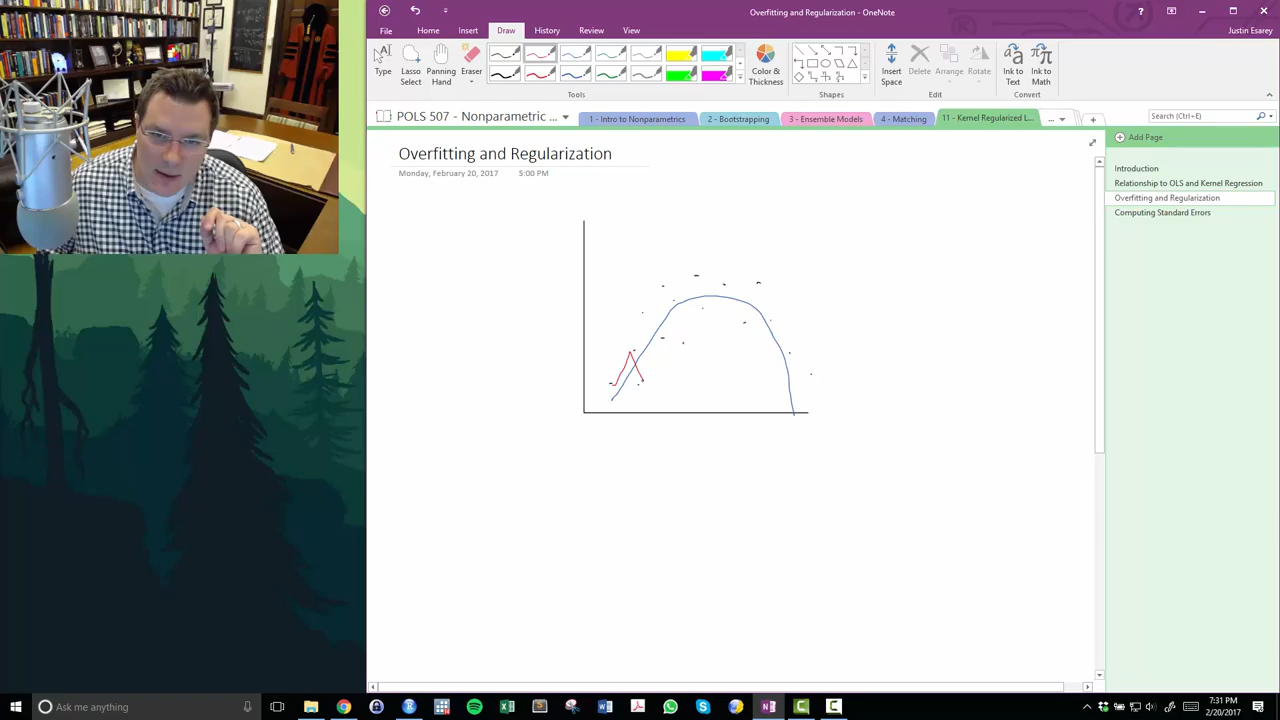 Overfitting and Regularization - OneNote
File Home Insert Draw History Review View
Justin Esarey
Type
Lasso Select
Panning Hand
Eraser
Color & Thickness
Insert Space
Delete
Arrange
Rotate
Ink to Text
Ink to Math
Tools
Shapes
Edit
Convert
POLS 507 - Nonparametric ...
1 - Intro to Nonparametrics
2 - Bootstrapping
3 - Ensemble Models
4 - Matching
11 - Kernel Regularized L...
Search (Ctrl+E)
Add Page
Overfitting and Regularization
Monday, February 20, 2017 5:00 PM
Introduction
Relationship to OLS and Kernel Regression
Overfitting and Regularization
Computing Standard Errors
Ask me anything
7:31 PM
2/20/2017